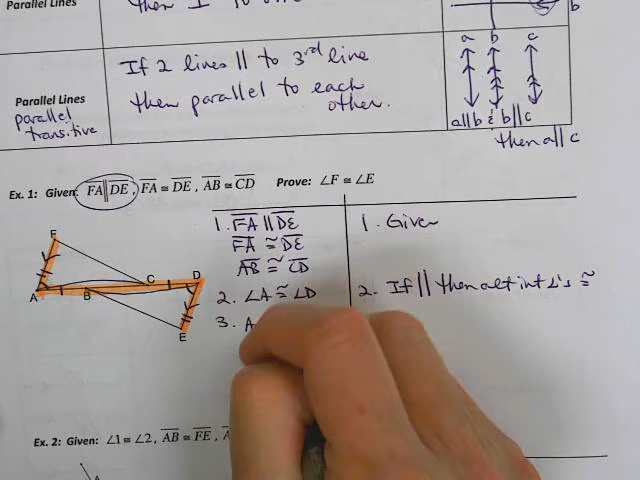 Parallel Lines
then
b
If 2 lines || to 3rd line
a b c
Parallel Lines
then parallel to each
other.
parallel
transitive
a||b & b||c
then a||c
Ex. 1: Given: FA||DE, FA ≅ DE, AB ≅ CD Prove: ∠F ≅ ∠E
1. FA || DE
1. Given
FA ≅ DE
AB ≅ CD
F
C
D
A
B
E
2. ∠A ≅ ∠D
2. If || then alt int ∠'s ≅
3. A
Ex. 2: Given: ∠1 ≅ ∠2, AB ≅ FE,
A